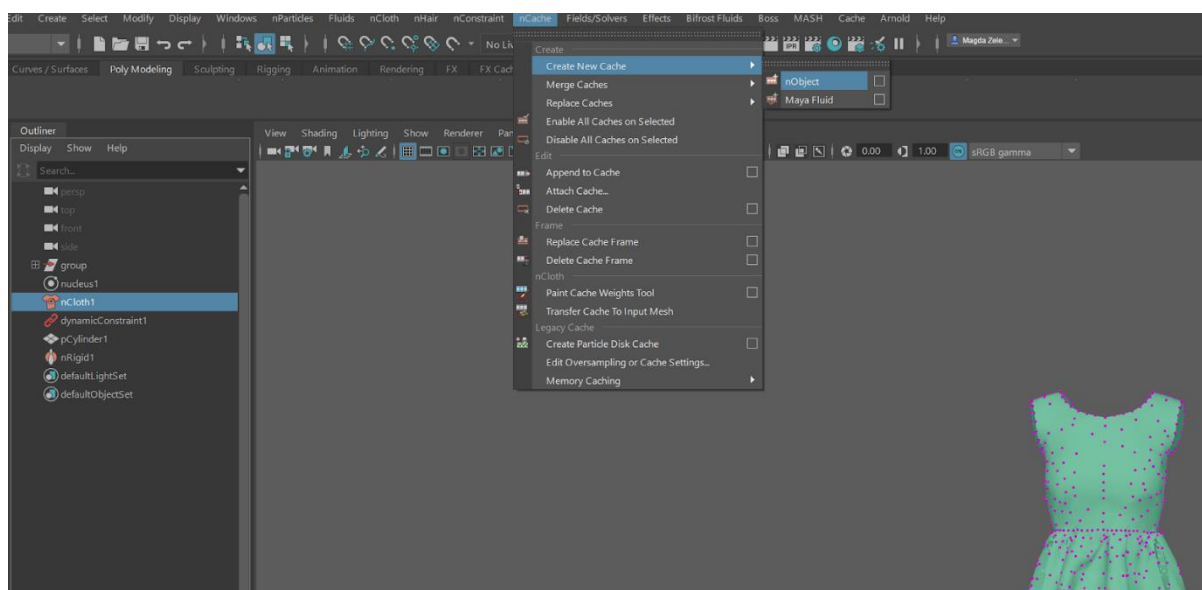 Edit Create Select Modify Display Windows nParticles Fluids nCloth nHair nConstraint nCache Fields/Solvers Effects Bifrost Fluids Boss MASH Cache Arnold Help
No Liv
Magda Zele...
Curves / Surfaces Poly Modeling Sculpting Rigging Animation Rendering FX FX Cach
Create
Create New Cache
Merge Caches
Replace Caches
Enable All Caches on Selected
Disable All Caches on Selected
Edit
Append to Cache
Attach Cache...
Delete Cache
Frame
Replace Cache Frame
Delete Cache Frame
nCloth
Paint Cache Weights Tool
Transfer Cache To Input Mesh
Legacy Cache
Create Particle Disk Cache
Edit Oversampling or Cache Settings...
Memory Caching
nObject
Maya Fluid
Outliner
Display Show Help
Search...
persp
top
front
side
group
nucleus1
nCloth1
dynamicConstraint1
pCylinder1
nRigid1
defaultLightSet
defaultObjectSet
View Shading Lighting Show Renderer Pan
0.00 1.00 sRGB gamma